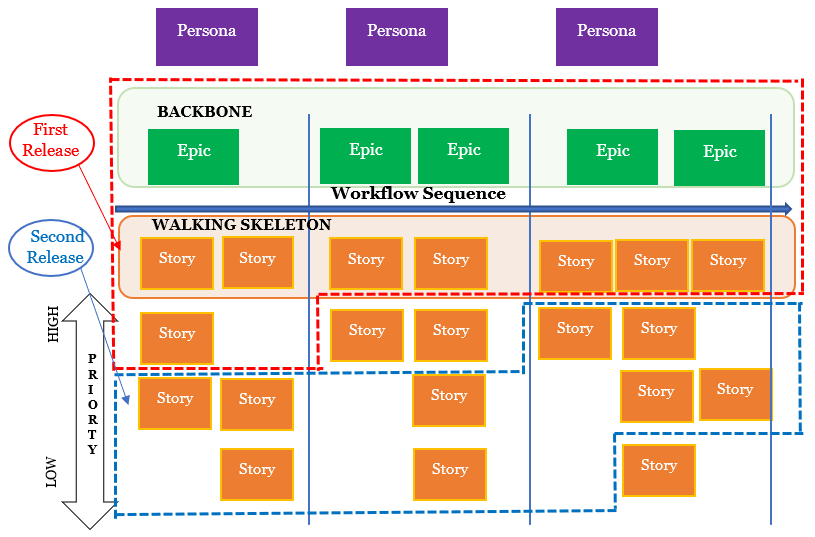 Persona
Persona
Persona
BACKBONE
First
Release
Epic
Epic
Epic
Epic
Epic
Workflow Sequence
WALKING SKELETON
Second
Release
Story
Story
Story
Story
Story
Story
Story
HIGH
Story
Story
Story
Story
Story
PRIORTY
Story
Story
Story
Story
Story
LOW
Story
Story
Story